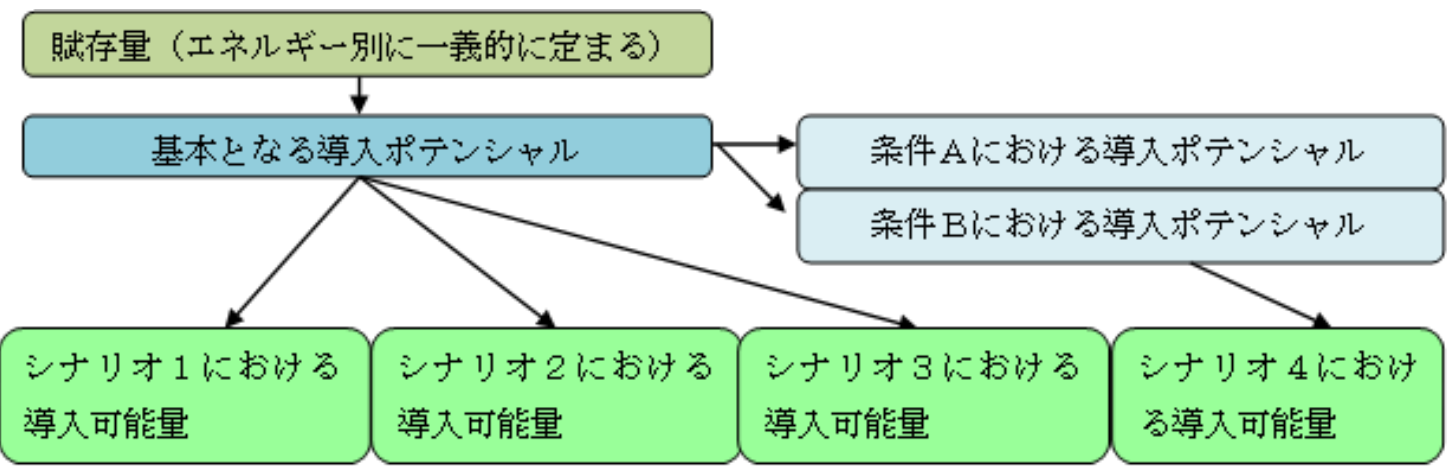 賦存量（エネルギー別に一義的に定まる）
基本となる導入ポテンシャル
条件Ａにおける導入ポテンシャル
条件Ｂにおける導入ポテンシャル
シナリオ１における
導入可能量
シナリオ２における
導入可能量
シナリオ３における
導入可能量
シナリオ４におけ
る導入可能量